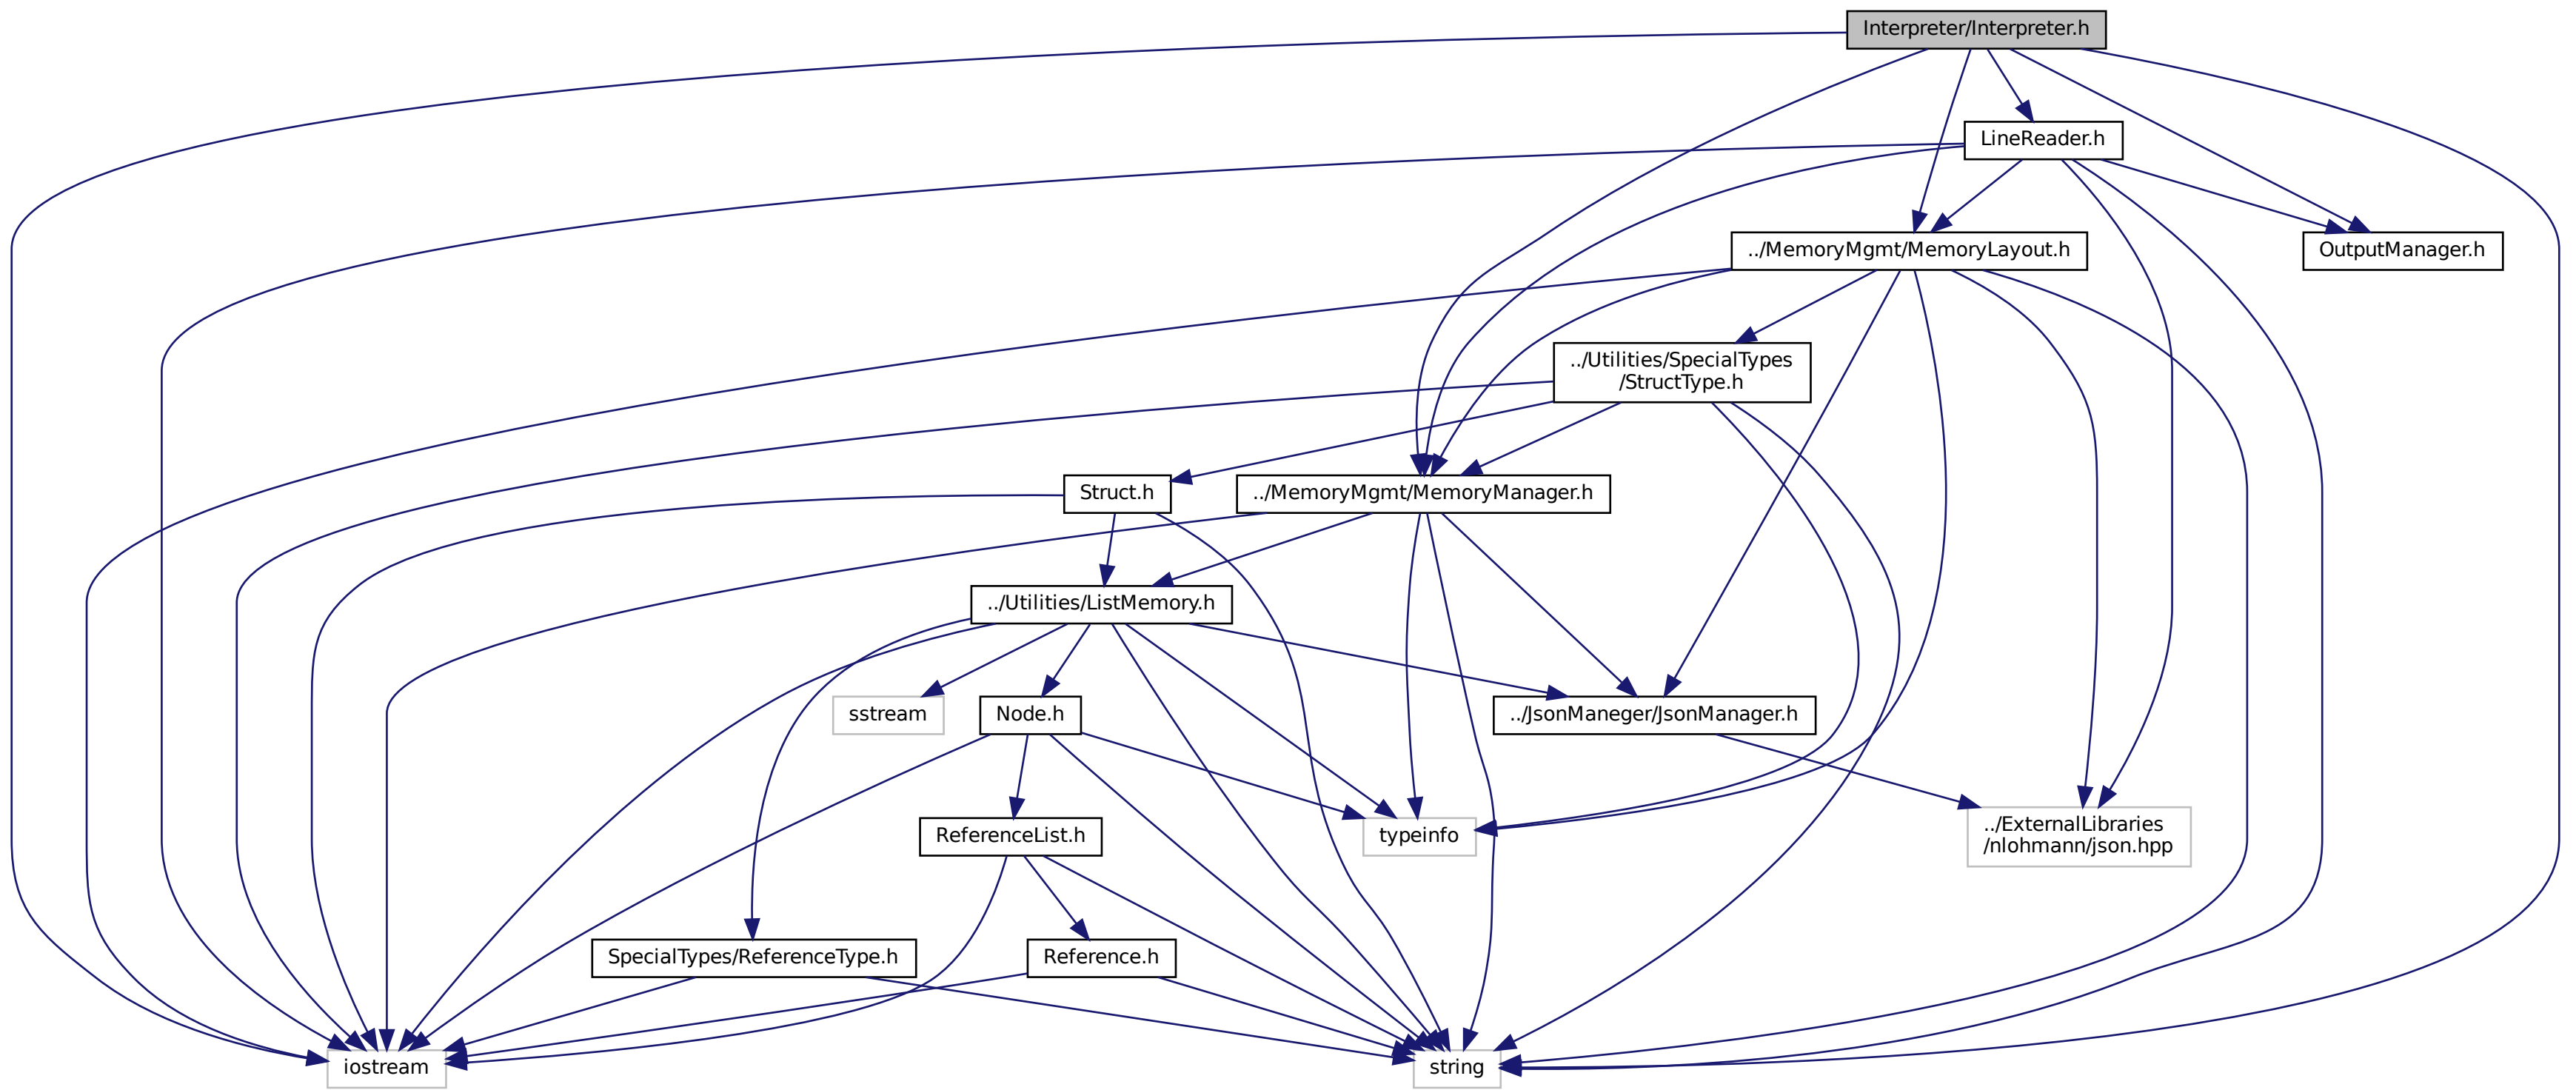 Interpreter/Interpreter.h
LineReader.h
../MemoryMgmt/MemoryLayout.h
OutputManager.h
../Utilities/SpecialTypes
/StructType.h
Struct.h
../MemoryMgmt/MemoryManager.h
../Utilities/ListMemory.h
sstream
Node.h
../JsonManeger/JsonManager.h
ReferenceList.h
typeinfo
../ExternalLibraries
/nlohmann/json.hpp
SpecialTypes/ReferenceType.h
Reference.h
iostream
string